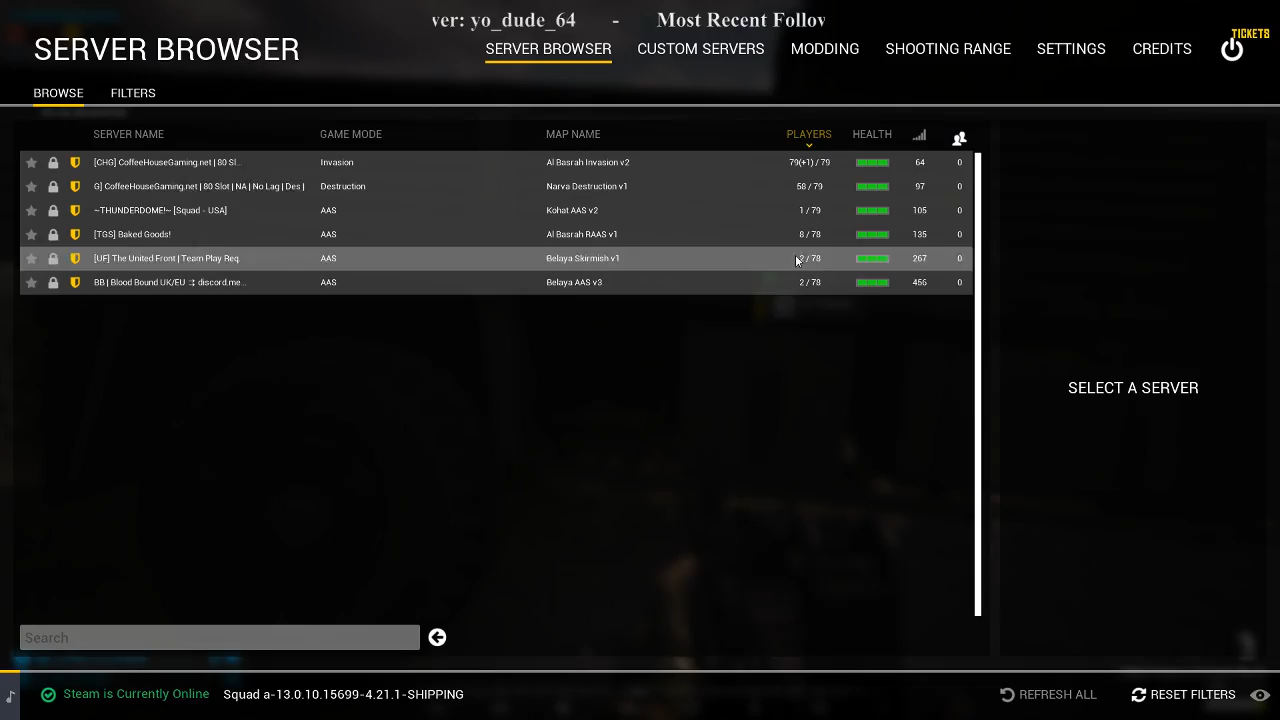 ver: yo_dude_64 - Most Recent Follow
TICKETS
SERVER BROWSER
SERVER BROWSER CUSTOM SERVERS MODDING SHOOTING RANGE SETTINGS CREDITS
BROWSE FILTERS
SERVER NAME GAME MODE MAP NAME PLAYERS HEALTH
[CHG] CoffeeHouseGaming.net | 80 Sl... Invasion Al Basrah Invasion v2 79(+1) / 79 64 0
G] CoffeeHouseGaming.net | 80 Slot | NA | No Lag | Des | Destruction Narva Destruction v1 58 / 79 97 0
~THUNDERDOME!~ [Squad - USA] AAS Kohat AAS v2 1 / 79 105 0
[TGS] Baked Goods! AAS Al Basrah RAAS v1 8 / 78 135 0
[UF] The United Front | Team Play Req. AAS Belaya Skirmish v1 / 78 267 0
BB | Blood Bound UK/EU :: discord.me... AAS Belaya AAS v3 2 / 78 456 0
SELECT A SERVER
Search
Steam is Currently Online Squad a-13.0.10.15699-4.21.1-SHIPPING REFRESH ALL RESET FILTERS